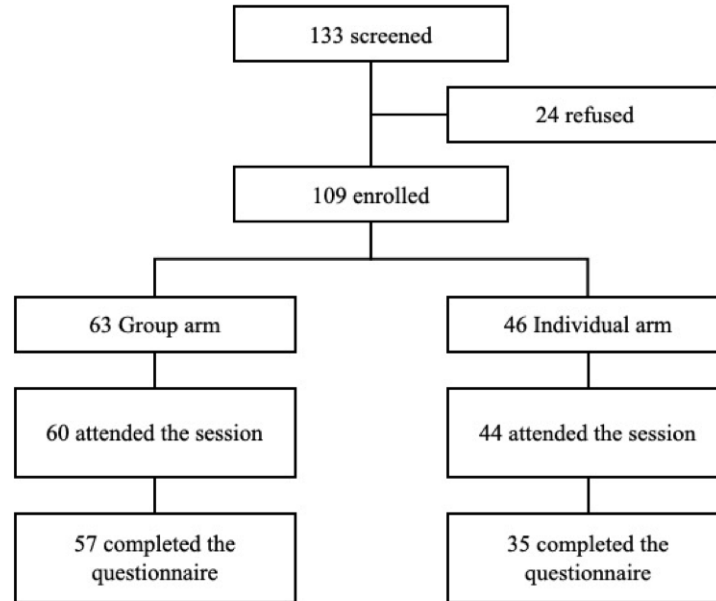 133 screened
24 refused
109 enrolled
63 Group arm
46 Individual arm
60 attended the session
44 attended the session
57 completed the
questionnaire
35 completed the
questionnaire